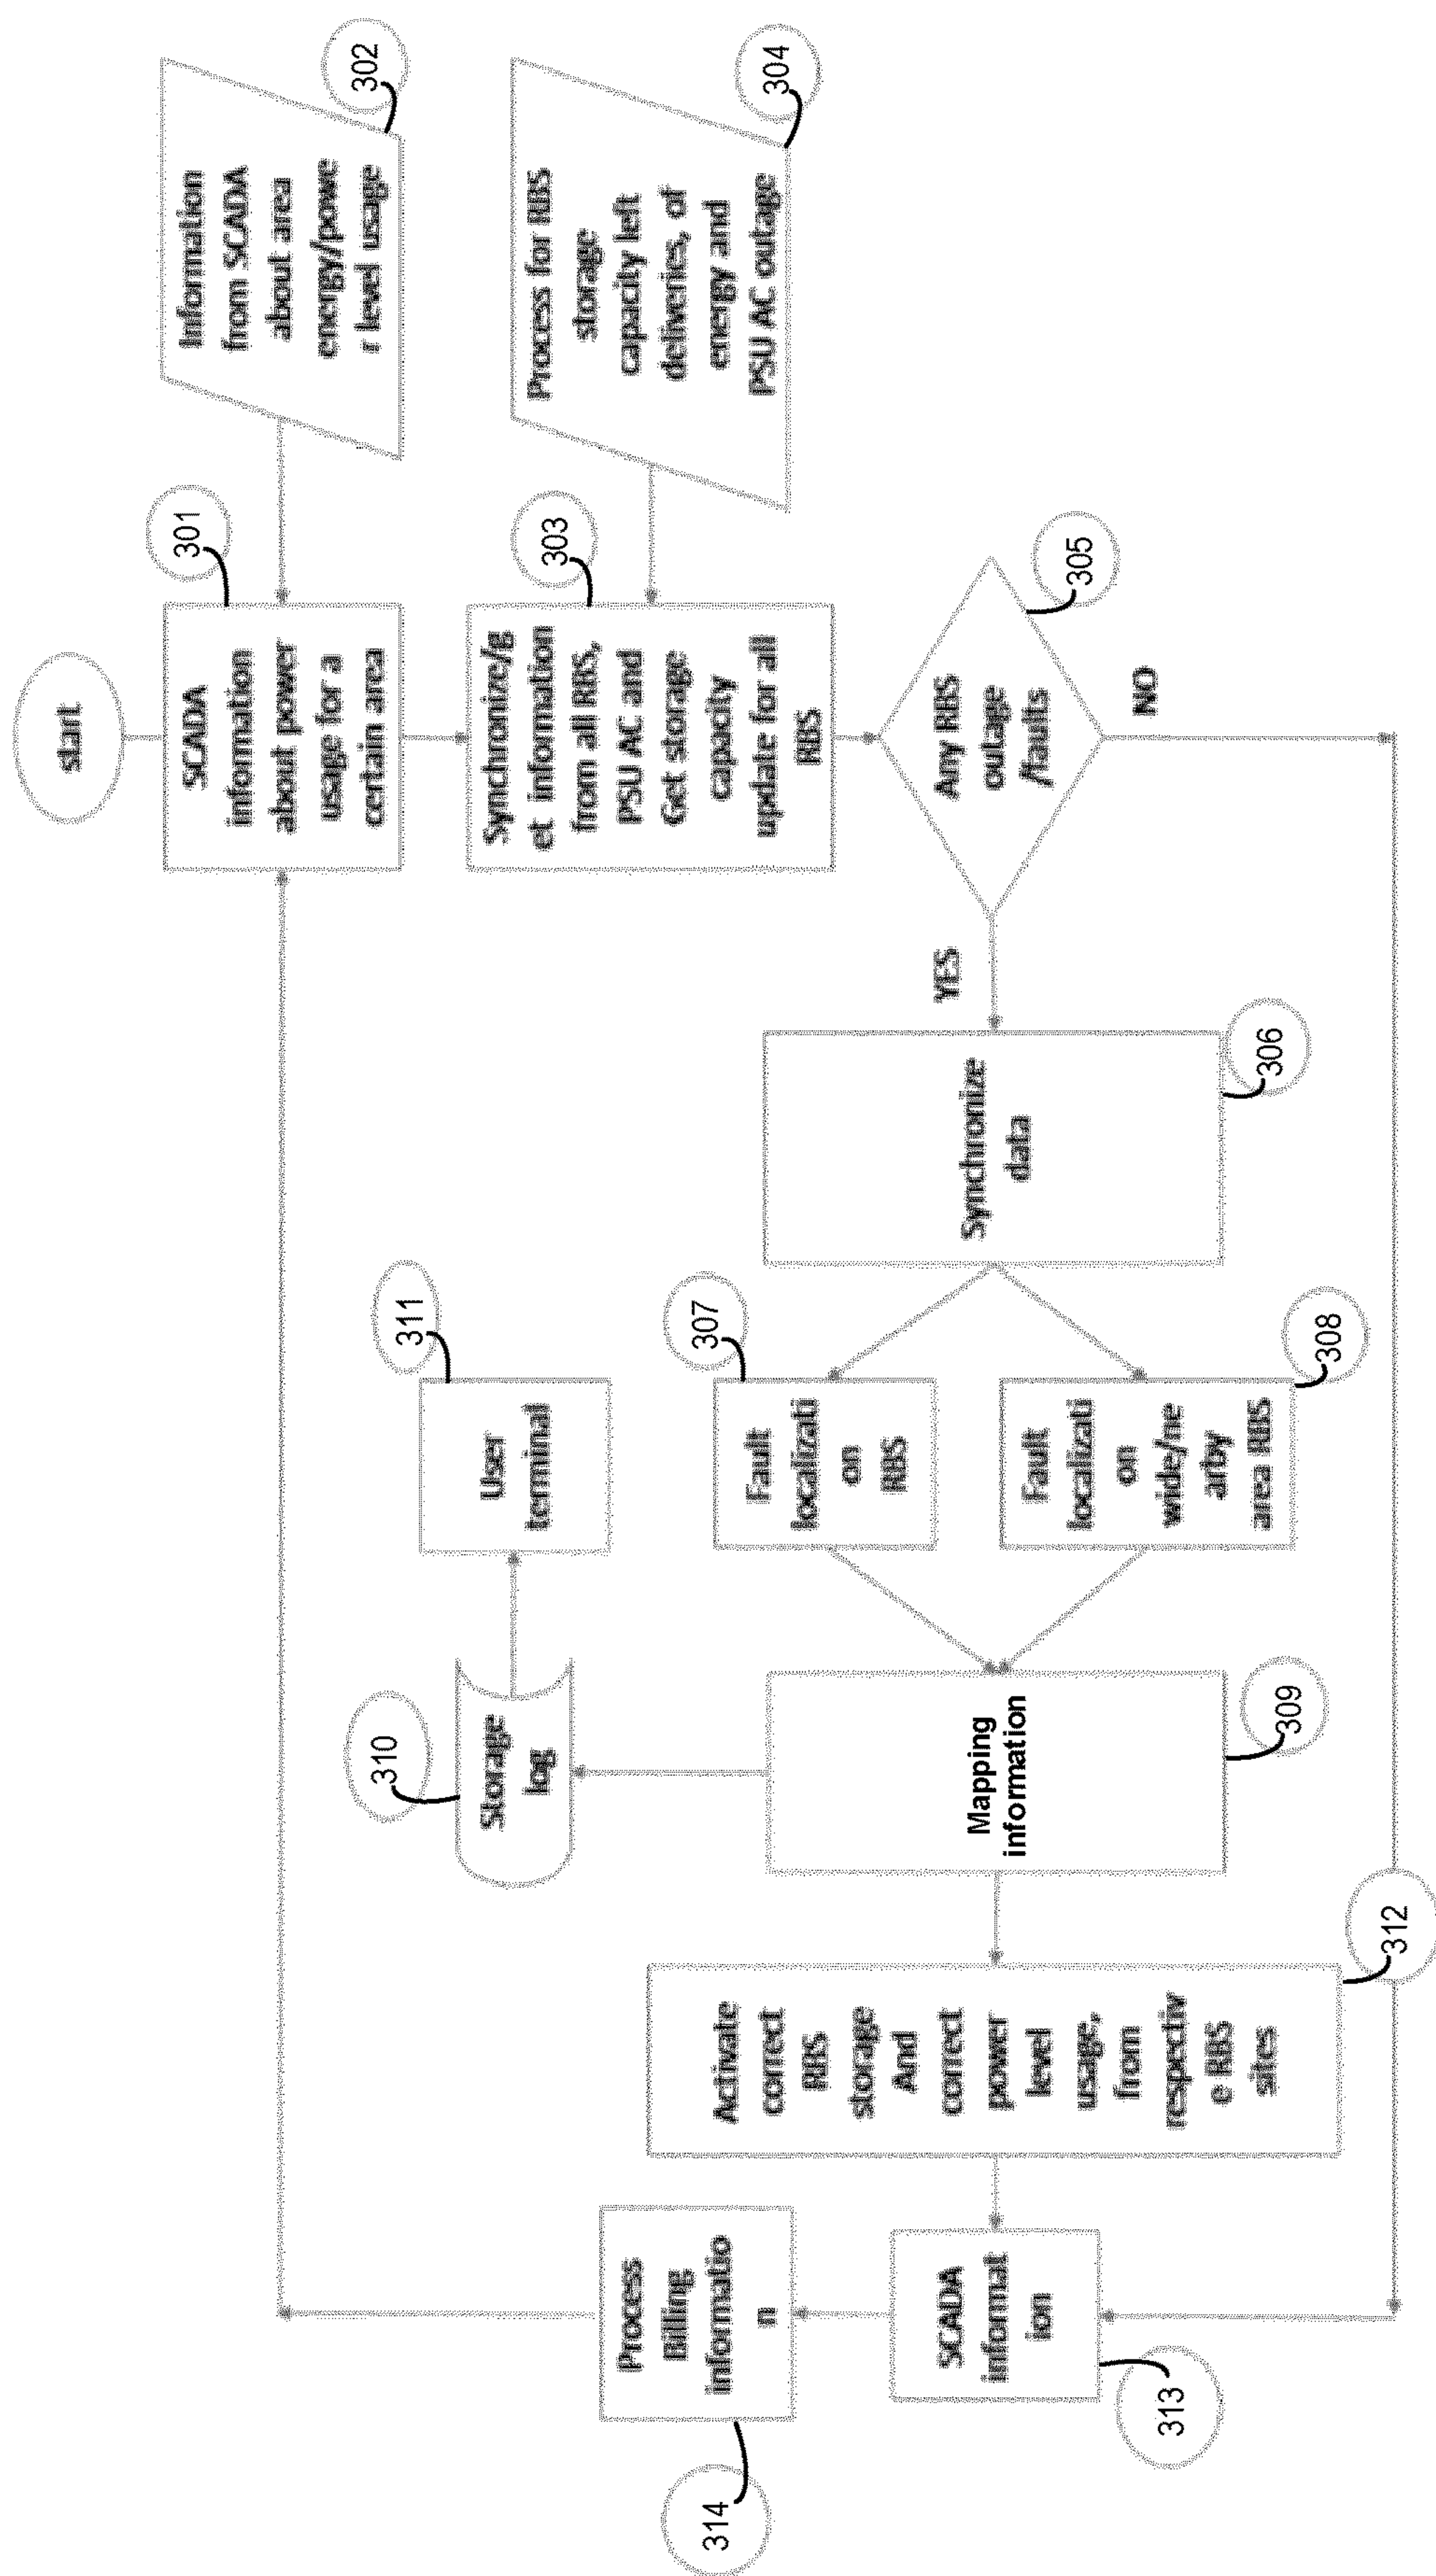 start
301
SCADA
information
about power
usage for a
certain area
302
Information
from SCADA
about area
energy/powe
r level usage
303
Synchronize/g
et information
from all RBS,
PSU AC and
Get storage
capacity
update for all
RBS
304
Process for RBS
storage
capacity left
deliveries, of
energy and
PSU AC outage
305
Any RBS
outage
/faults
YES
NO
306
Synchronize
data
307
Fault
localizati
on
RBS
308
Fault
localizati
on
wide/ne
arby
area RBS
309
Mapping
information
310
Storage
log
311
User
terminal
312
Activate
correct
RBS
storage
And
correct
power
level
usage,
from
respectiv
e RBS
sites
313
SCADA
informat
ion
314
Process
Billing
informatio
n